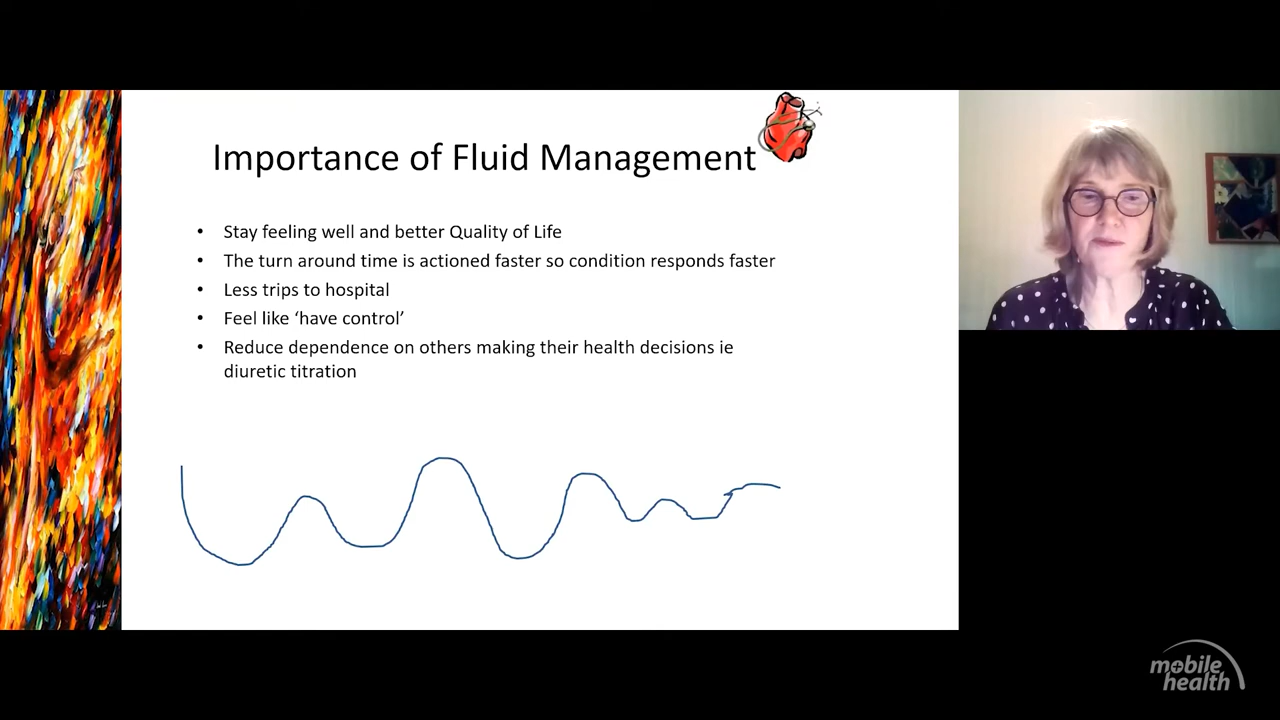 Importance of Fluid Management
• Stay feeling well and better Quality of Life
• The turn around time is actioned faster so condition responds faster
• Less trips to hospital
• Feel like ‘have control’
• Reduce dependence on others making their health decisions ie
diuretic titration
mobile
health